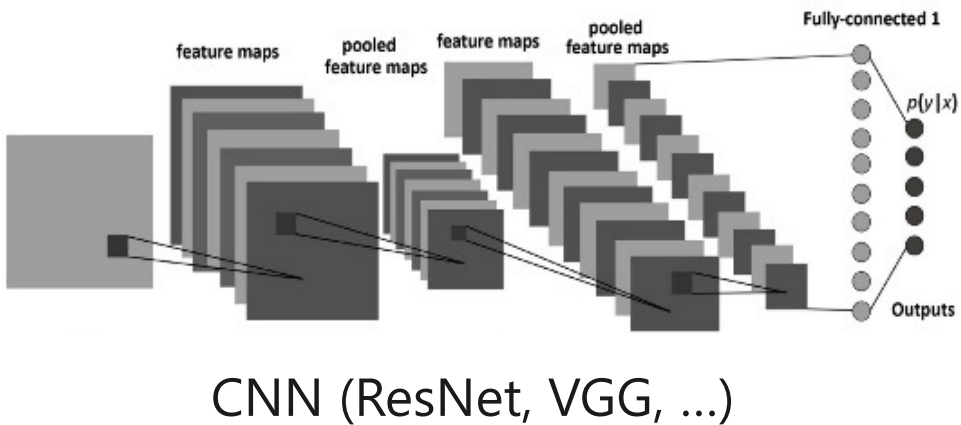 feature maps
pooled
feature maps
feature maps
pooled
feature maps
Fully-connected 1
p(y|x)
Outputs
CNN (ResNet, VGG, ...)